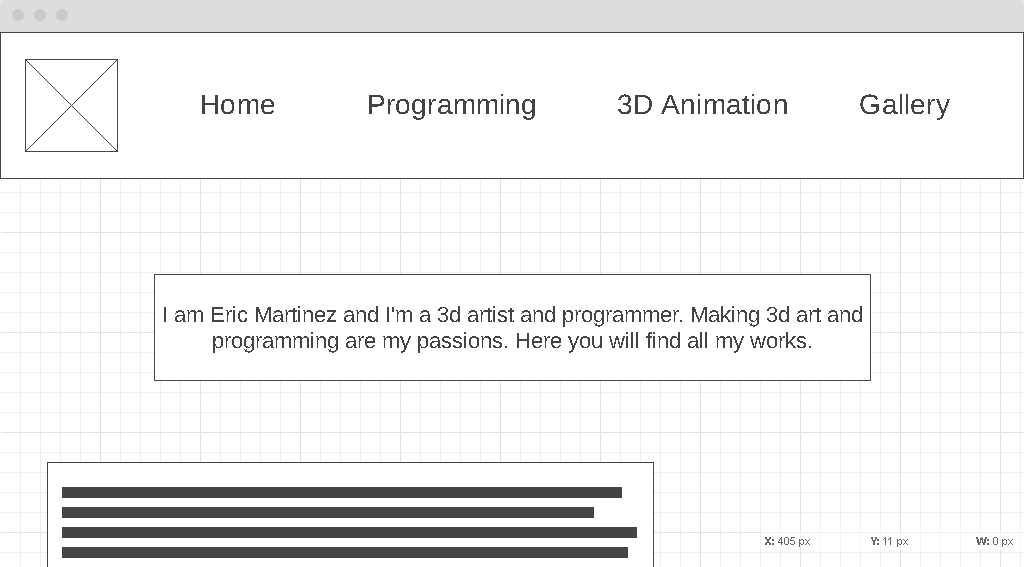 Home Programming 3D Animation Gallery
I am Eric Martinez and I'm a 3d artist and programmer. Making 3d art and
programming are my passions. Here you will find all my works.
X: 405 px Y: 11 px W: 0 px